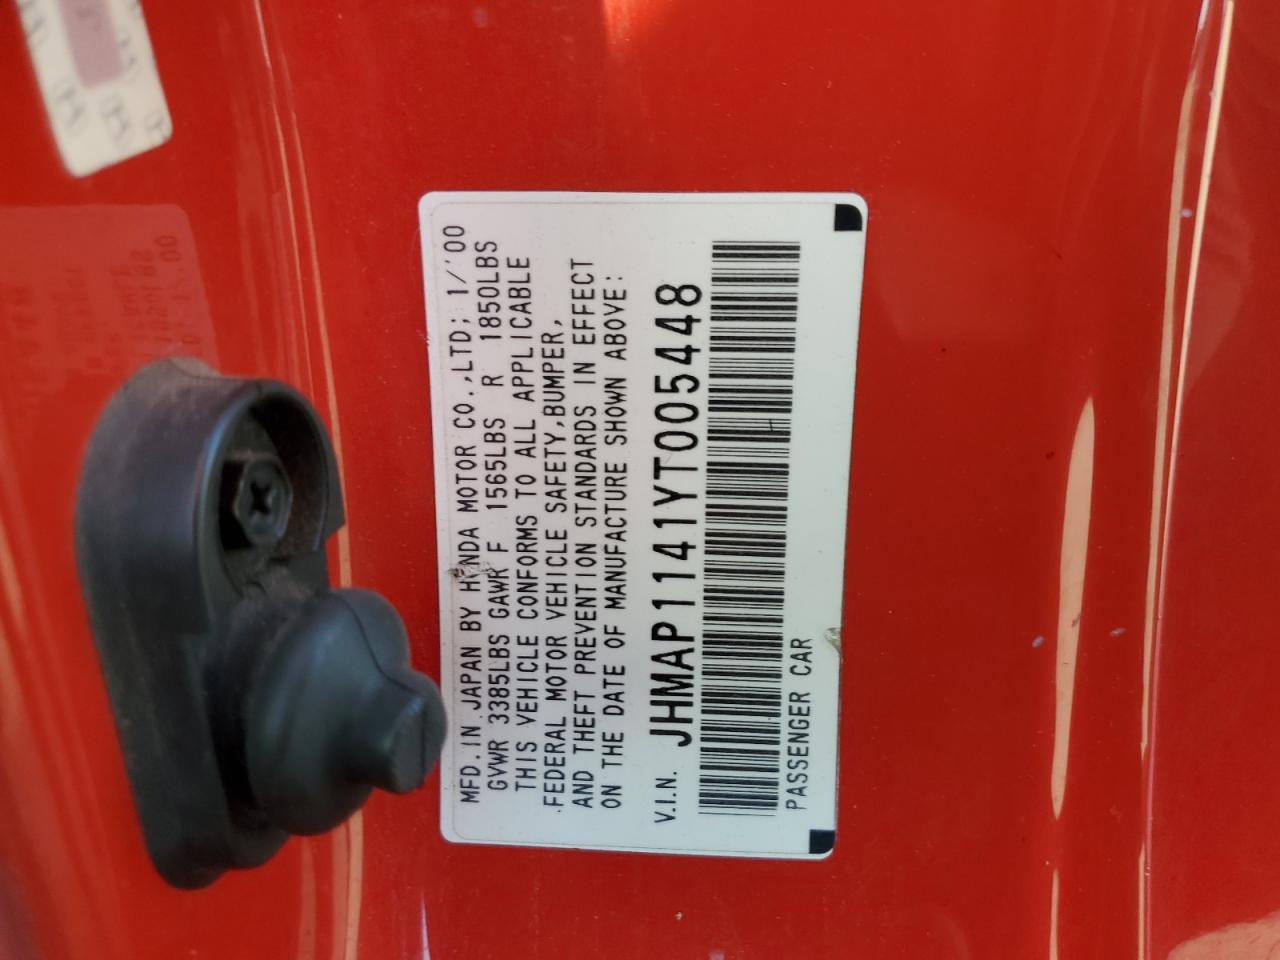 MFD. IN JAPAN BY HONDA MOTOR CO.,LTD; 1/'00
GVWR 3385LBS GAWR F 1565LBS R 1850LBS
THIS VEHICLE CONFORMS TO ALL APPLICABLE
FEDERAL MOTOR VEHICLE SAFETY,BUMPER,
AND THEFT PREVENTION STANDARDS IN EFFECT
ON THE DATE OF MANUFACTURE SHOWN ABOVE:
V.I.N. JHMAP1141YT005448
PASSENGER CAR